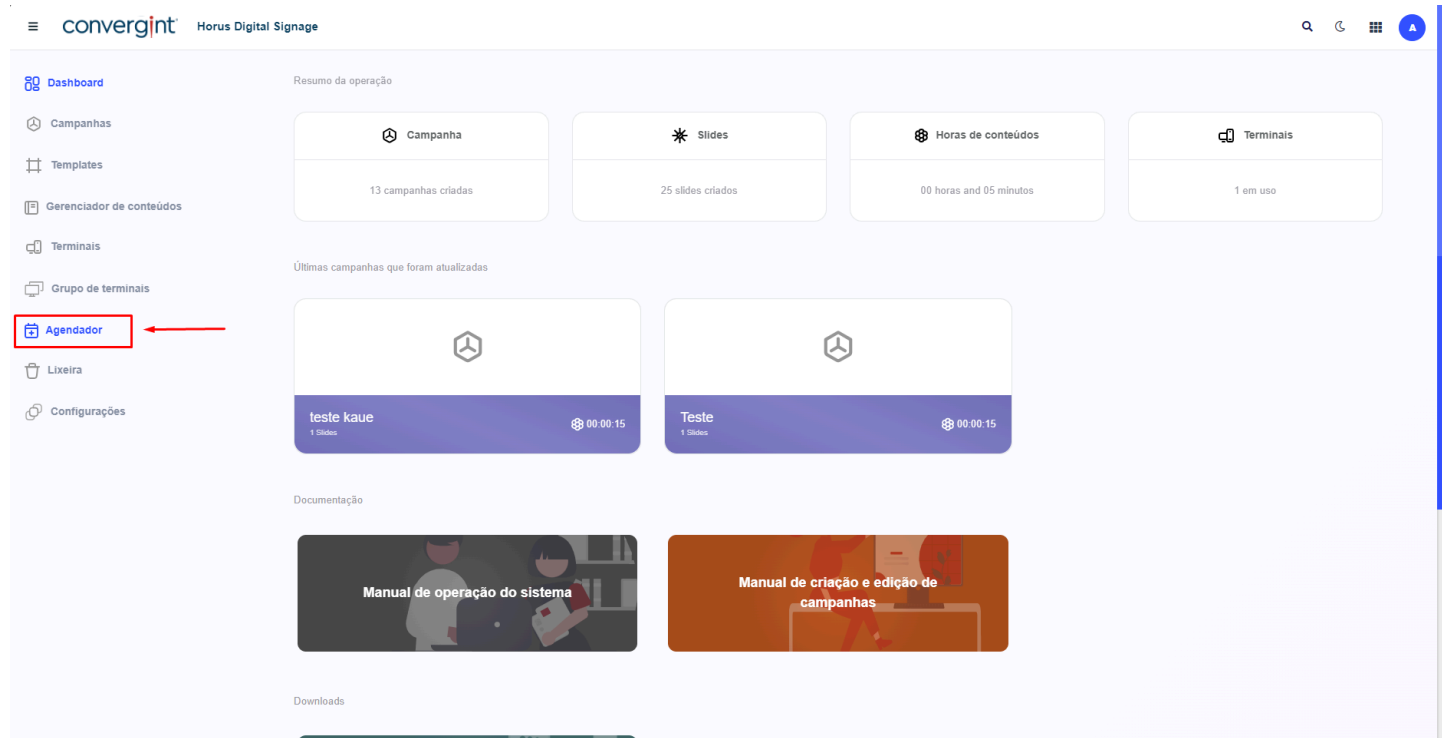 convergint Horus Digital Signage A
Dashboard
Campanhas
Templates
Gerenciador de conteúdos
Terminais
Grupo de terminais
Agendador
Lixeira
Configurações
Resumo da operação
Campanha
13 campanhas criadas
Slides
25 slides criados
Horas de conteúdos
00 horas and 05 minutos
Terminais
1 em uso
Últimas campanhas que foram atualizadas
teste kaue
1 Slides
00:00:15
Teste
1 Slides
00:00:15
Documentação
Manual de operação do sistema
Manual de criação e edição de
campanhas
Downloads